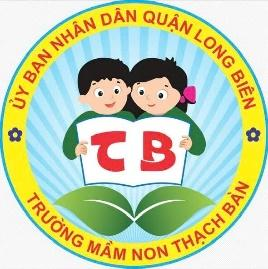 ỦY BAN NHÂN DÂN QUẬN LONG BIÊN
TB
TRƯỜNG MẦM NON THẠCH BÀN